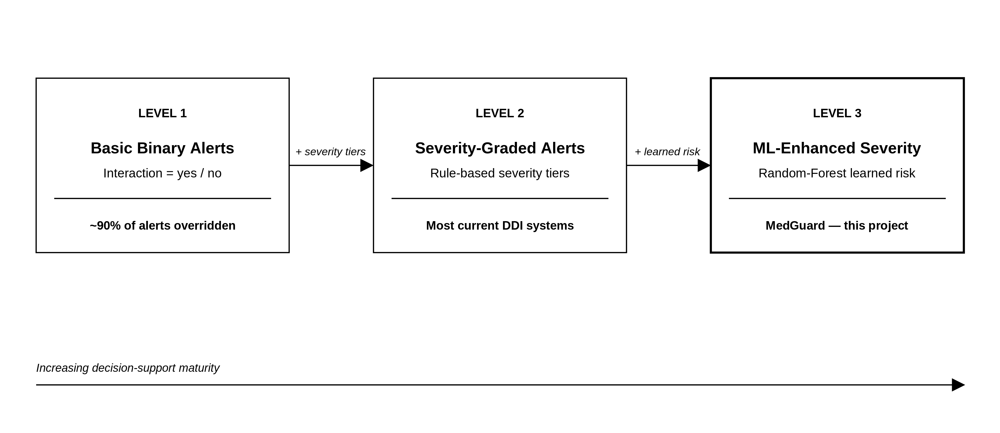 LEVEL 1
Basic Binary Alerts
Interaction = yes / no
~90% of alerts overridden
+ severity tiers
LEVEL 2
Severity-Graded Alerts
Rule-based severity tiers
Most current DDI systems
+ learned risk
LEVEL 3
ML-Enhanced Severity
Random-Forest learned risk
MedGuard — this project
Increasing decision-support maturity